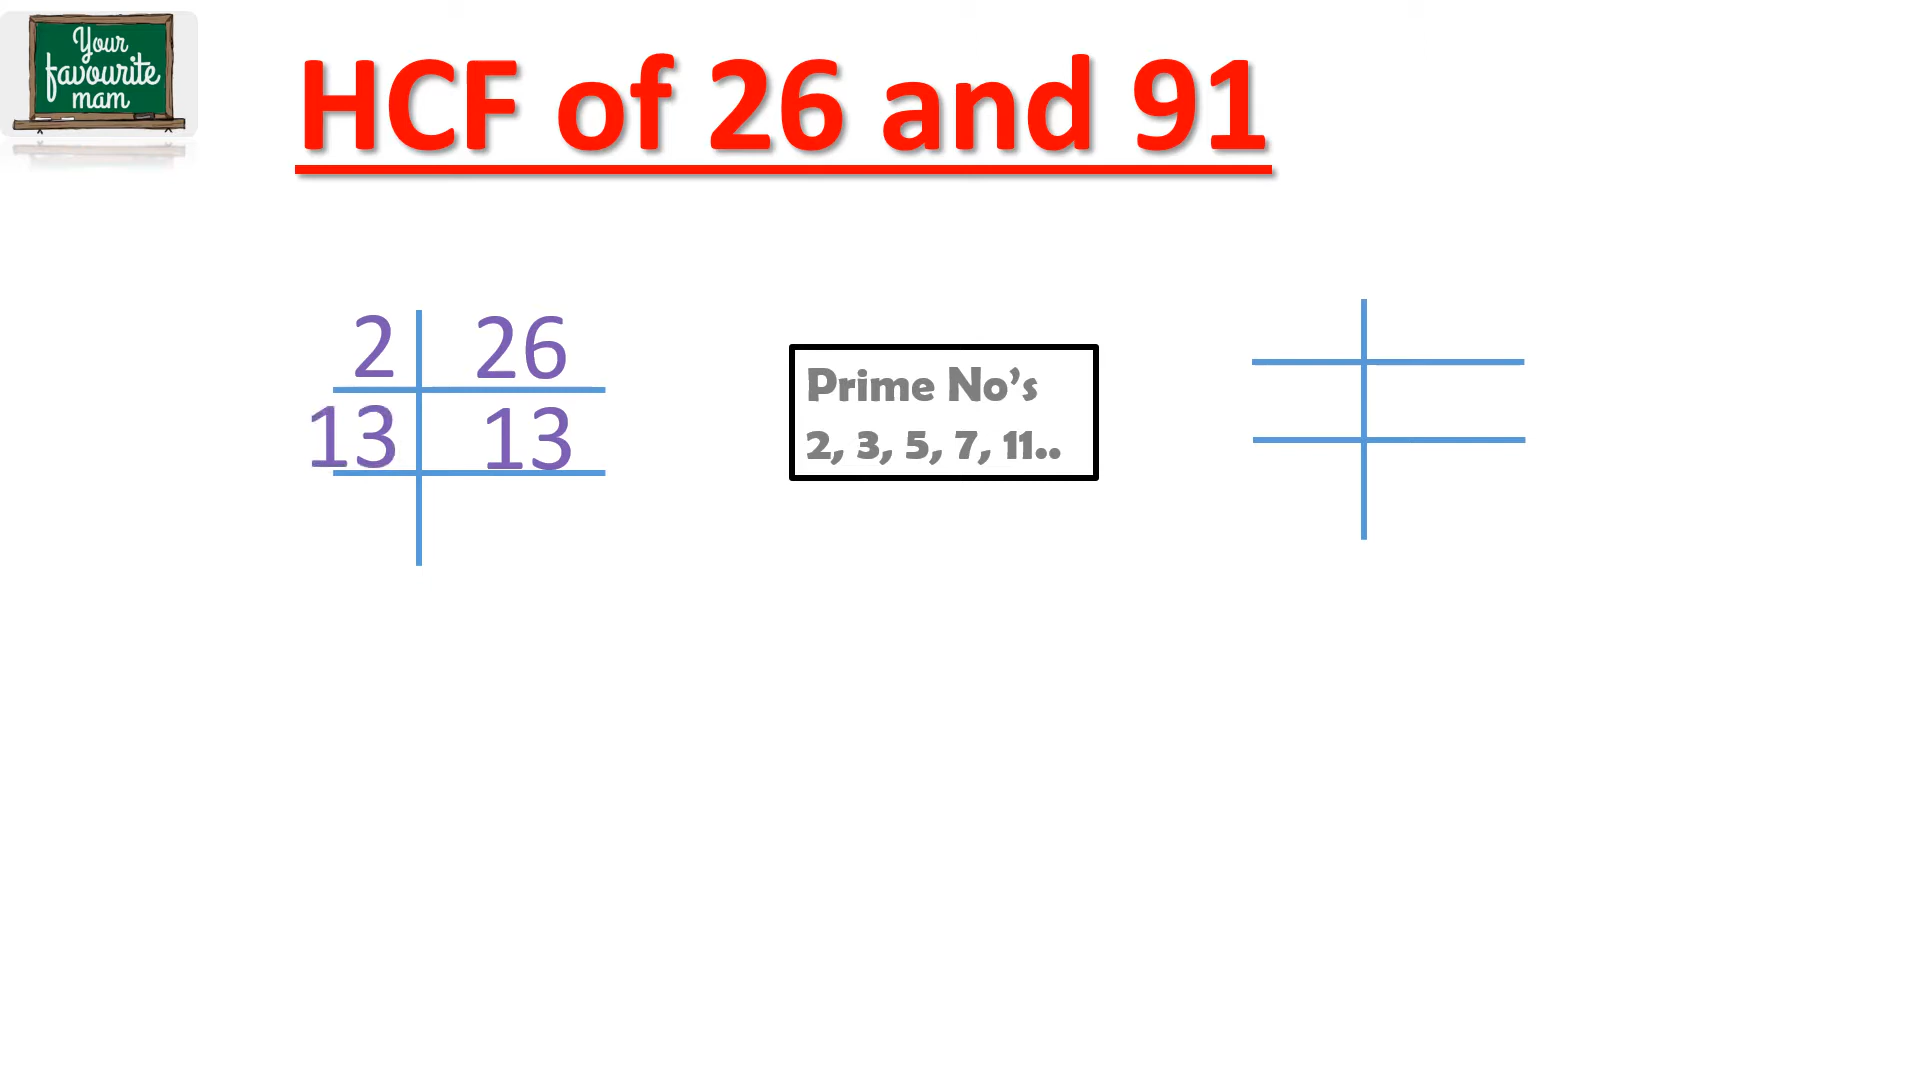 Your
favourite
mam
HCF of 26 and 91
2 26
13 13
Prime No’s
2, 3, 5, 7, 11..